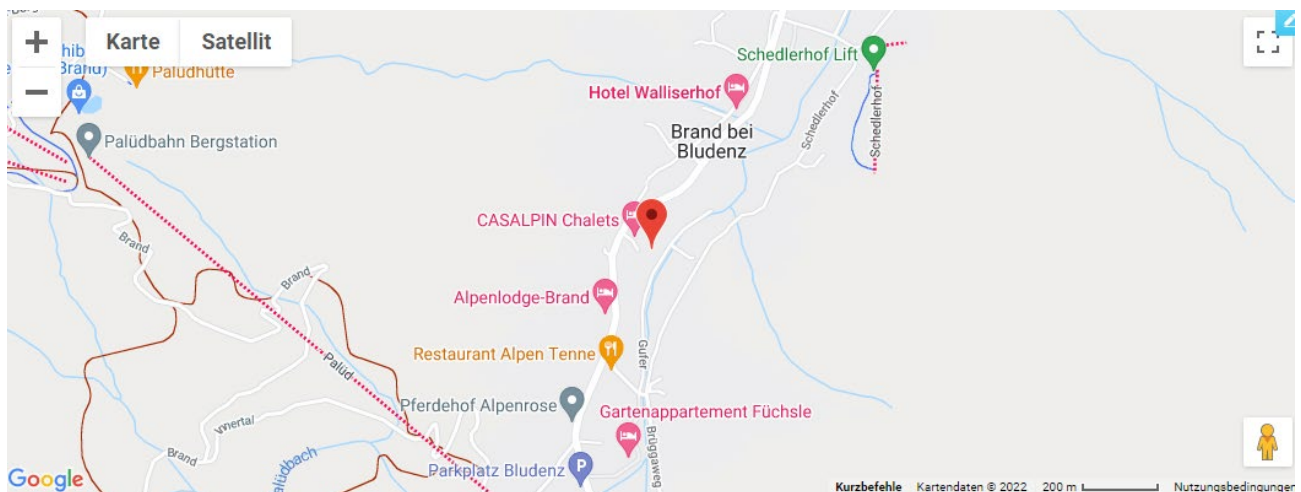 Karte
Satellit
Schedlerhof Lift
Brand)
Paludhütte
Hotel Walliserhof
Schedlerhof
Schedlerhof
Brand bei
Bludenz
Palüdbahn Bergstation
CASALPIN Chalets
Brand
Brand
Alpenlodge-Brand
Restaurant Alpen Tenne
Gufer
Palüd
Pferdehof Alpenrose
Gartenappartement Füchsle
Brand
Brüggaweg
Palüdbach
Parkplatz Bludenz
Google
Kurzbefehle
Kartendaten © 2022
200 m
Nutzungsbedingungen